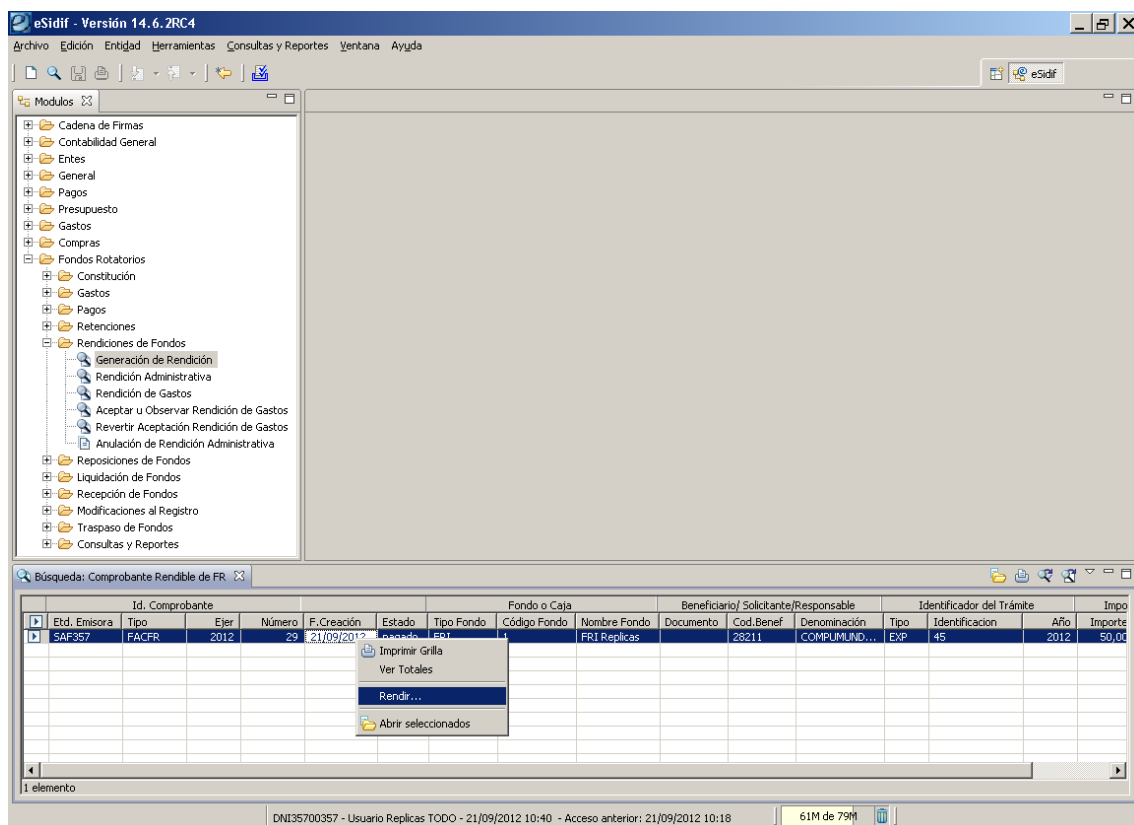 eSidif - Versión 14.6.2RC4
Archivo Edición Entidad Herramientas Consultas y Reportes Ventana Ayuda
eSidif
Modulos
Cadena de Firmas
Contabilidad General
Entes
General
Pagos
Presupuesto
Gastos
Compras
Fondos Rotatorios
Constitución
Gastos
Pagos
Retenciones
Rendiciones de Fondos
Generación de Rendición
Rendición Administrativa
Rendición de Gastos
Aceptar u Observar Rendición de Gastos
Revertir Aceptación Rendición de Gastos
Anulación de Rendición Administrativa
Reposiciones de Fondos
Liquidación de Fondos
Recepción de Fondos
Modificaciones al Registro
Traspaso de Fondos
Consultas y Reportes
Búsqueda: Comprobante Rendible de FR
Id. Comprobante Fondo o Caja Beneficiario/ Solicitante/Responsable Identificador del Trámite Impo
Etd. Emisora Tipo Ejer Número F.Creación Estado Tipo Fondo Código Fondo Nombre Fondo Documento Cod.Benef Denominación Tipo Identificacion Año Importe
SAF357 FACFR 2012 29 21/09/2012 pagado FRI 1 FRI Replicas 28211 COMPUMUND... EXP 45 2012 50,00
Imprimir Grilla
Ver Totales
Rendir...
Abrir seleccionados
1 elemento
DNI35700357 - Usuario Replicas TODO - 21/09/2012 10:40 - Acceso anterior: 21/09/2012 10:18 61M de 79M